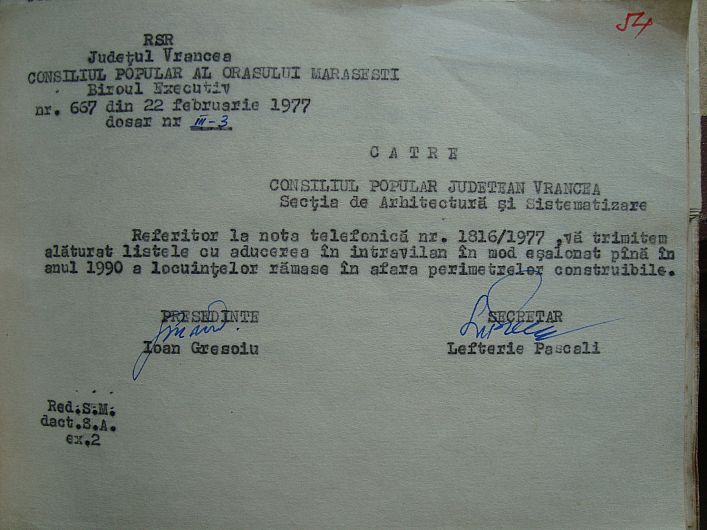 54
RSR
Județul Vrancea
CONSILIUL POPULAR AL ORASULUI MARASESTI
Biroul Executiv
nr. 667 din 22 februarie 1977
dosar nr III-3
C A T R E
CONSILIUL POPULAR JUDETEAN VRANCEA
Secția de Arhitectură și Sistematizare
Referitor la nota telefonică nr. 1816/1977 ,vă trimitem
alăturat listele cu aducerea în intravilan în mod eșalonat pînă în
anul 1990 a locuințelor rămase în afara perimetrelor construibile.
PRESEDINTE
Ioan Gresoiu
SECRETAR
Lefterie Pascali
Red.S.M.
dact.S.A.
ex.2